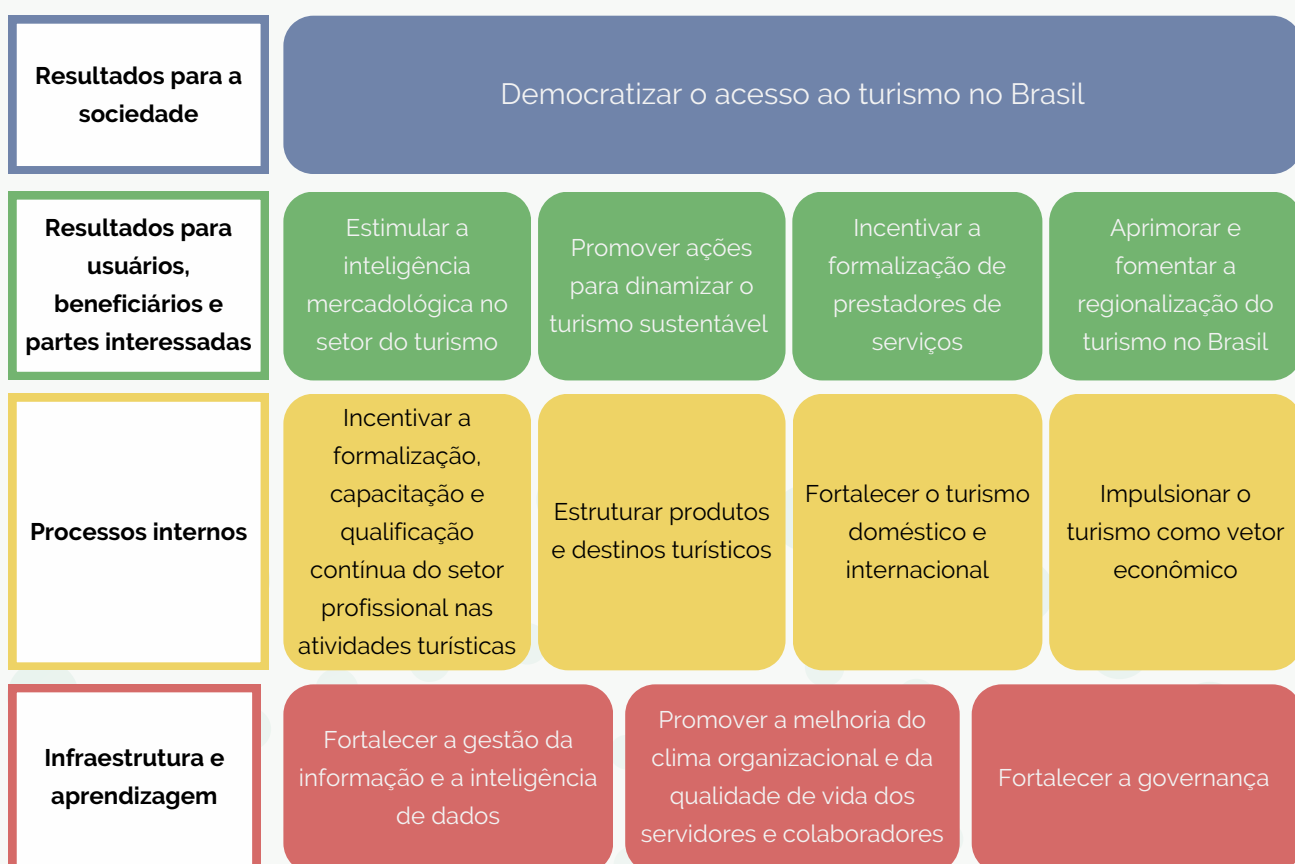 Resultados para a
sociedade
Democratizar o acesso ao turismo no Brasil
Resultados para
usuários,
beneficiários e
partes interessadas
Estimular a
inteligência
mercadológica no
setor do turismo
Promover ações
para dinamizar o
turismo sustentável
Incentivar a
formalização de
prestadores de
serviços
Aprimorar e
fomentar a
regionalização do
turismo no Brasil
Processos internos
Incentivar a
formalização,
capacitação e
qualificação
contínua do setor
profissional nas
atividades turísticas
Estruturar produtos
e destinos turísticos
Fortalecer o turismo
doméstico e
internacional
Impulsionar o
turismo como vetor
econômico
Infraestrutura e
aprendizagem
Fortalecer a gestão da
informação e a inteligência
de dados
Promover a melhoria do
clima organizacional e da
qualidade de vida dos
servidores e colaboradores
Fortalecer a governança